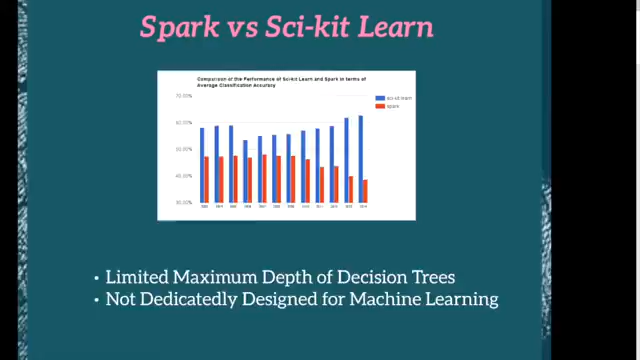 Spark vs Sci-kit Learn
Comparison of the Performance of Sci-kit Learn and Spark in terms of
Average Classification Accuracy
70.00%
60.00%
50.00%
40.00%
30.00%
sci-kit learn
spark
• Limited Maximum Depth of Decision Trees
• Not Dedicatedly Designed for Machine Learning